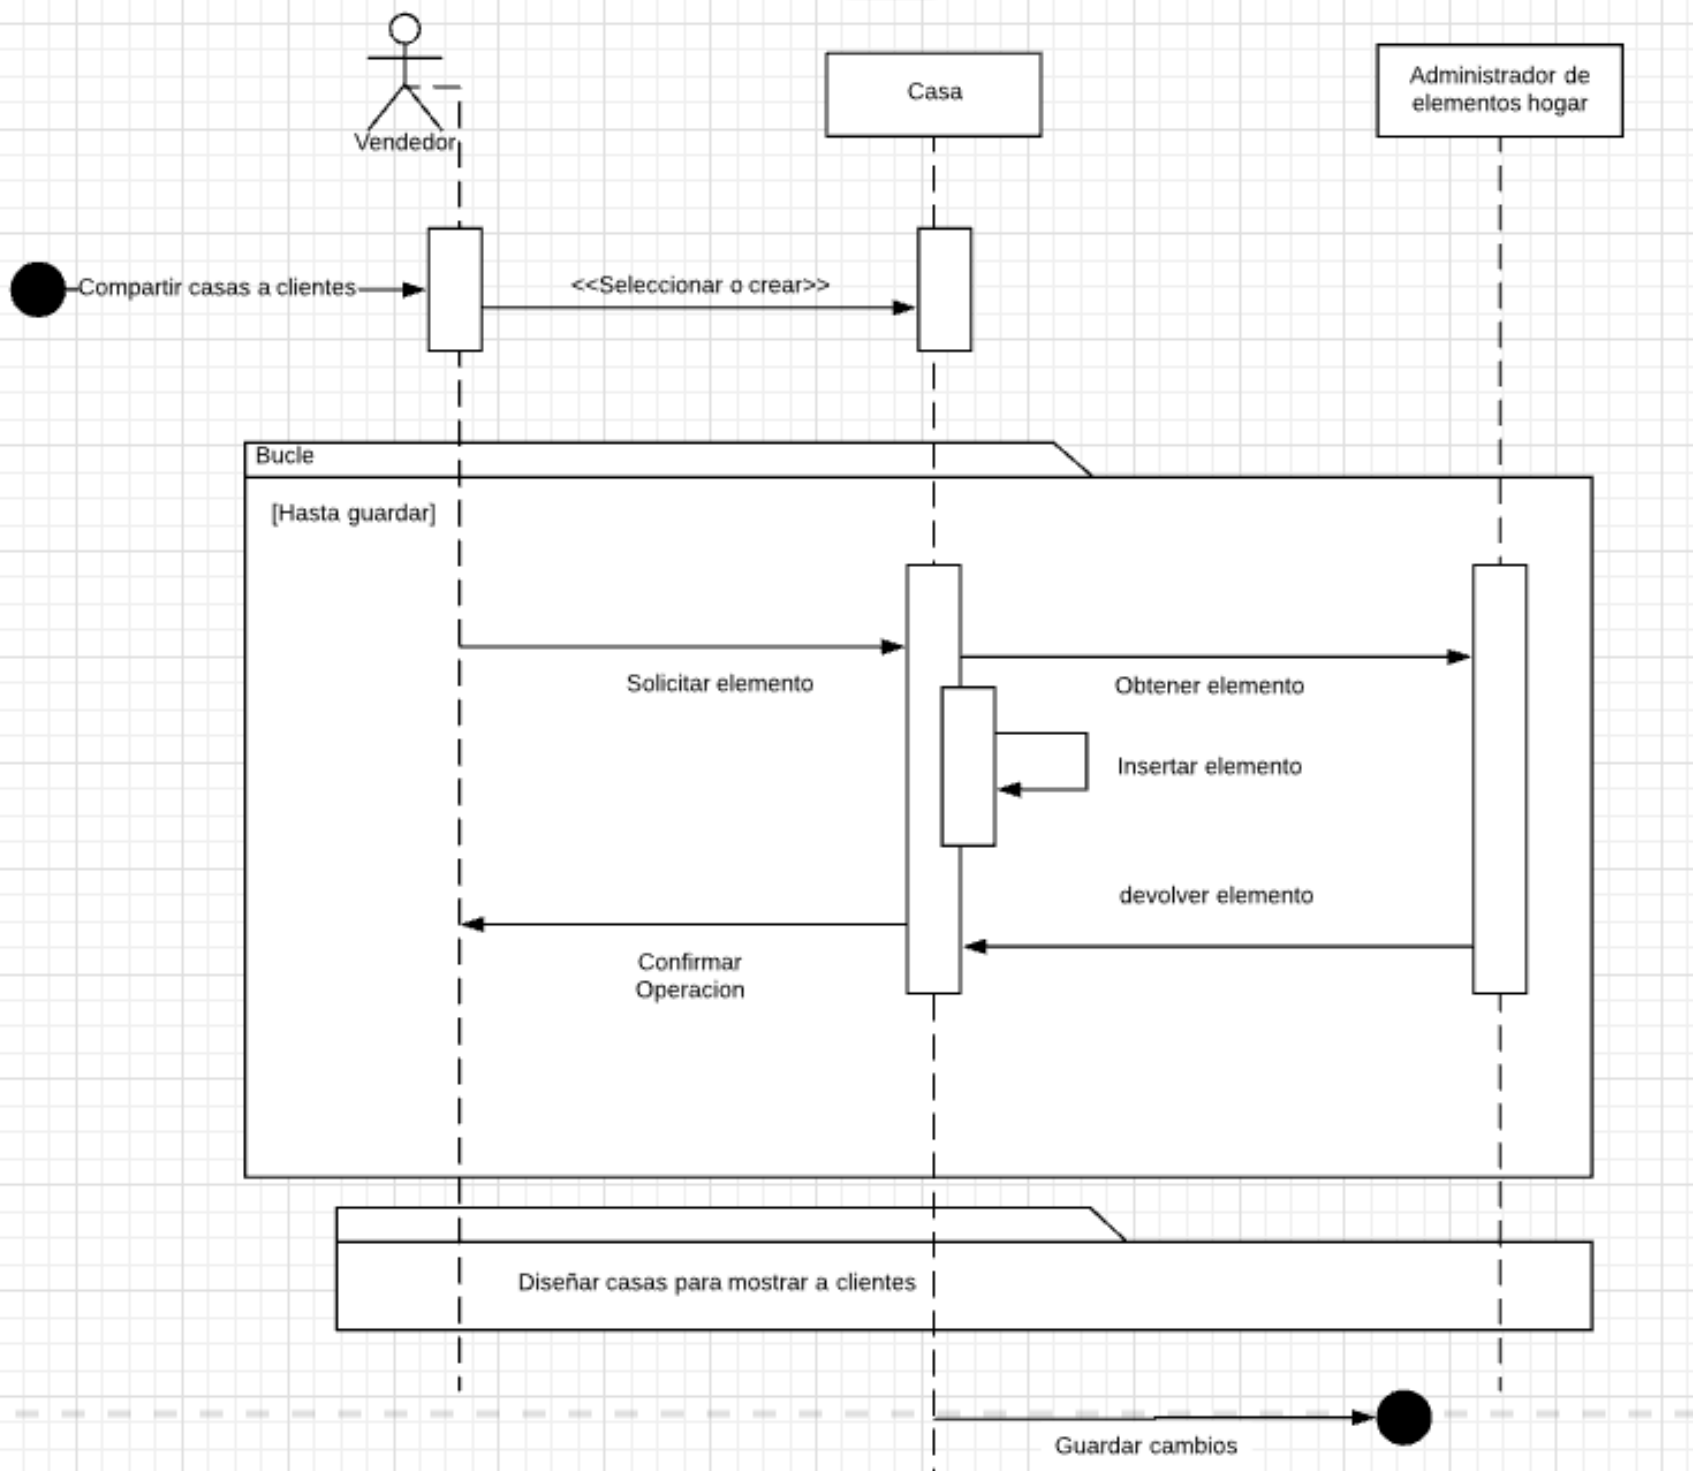 Vendedor
Casa
Administrador de
elementos hogar
Compartir casas a clientes
<<Seleccionar o crear>>
Bucle
[Hasta guardar]
Solicitar elemento
Obtener elemento
Insertar elemento
devolver elemento
Confirmar
Operacion
Diseñar casas para mostrar a clientes
Guardar cambios